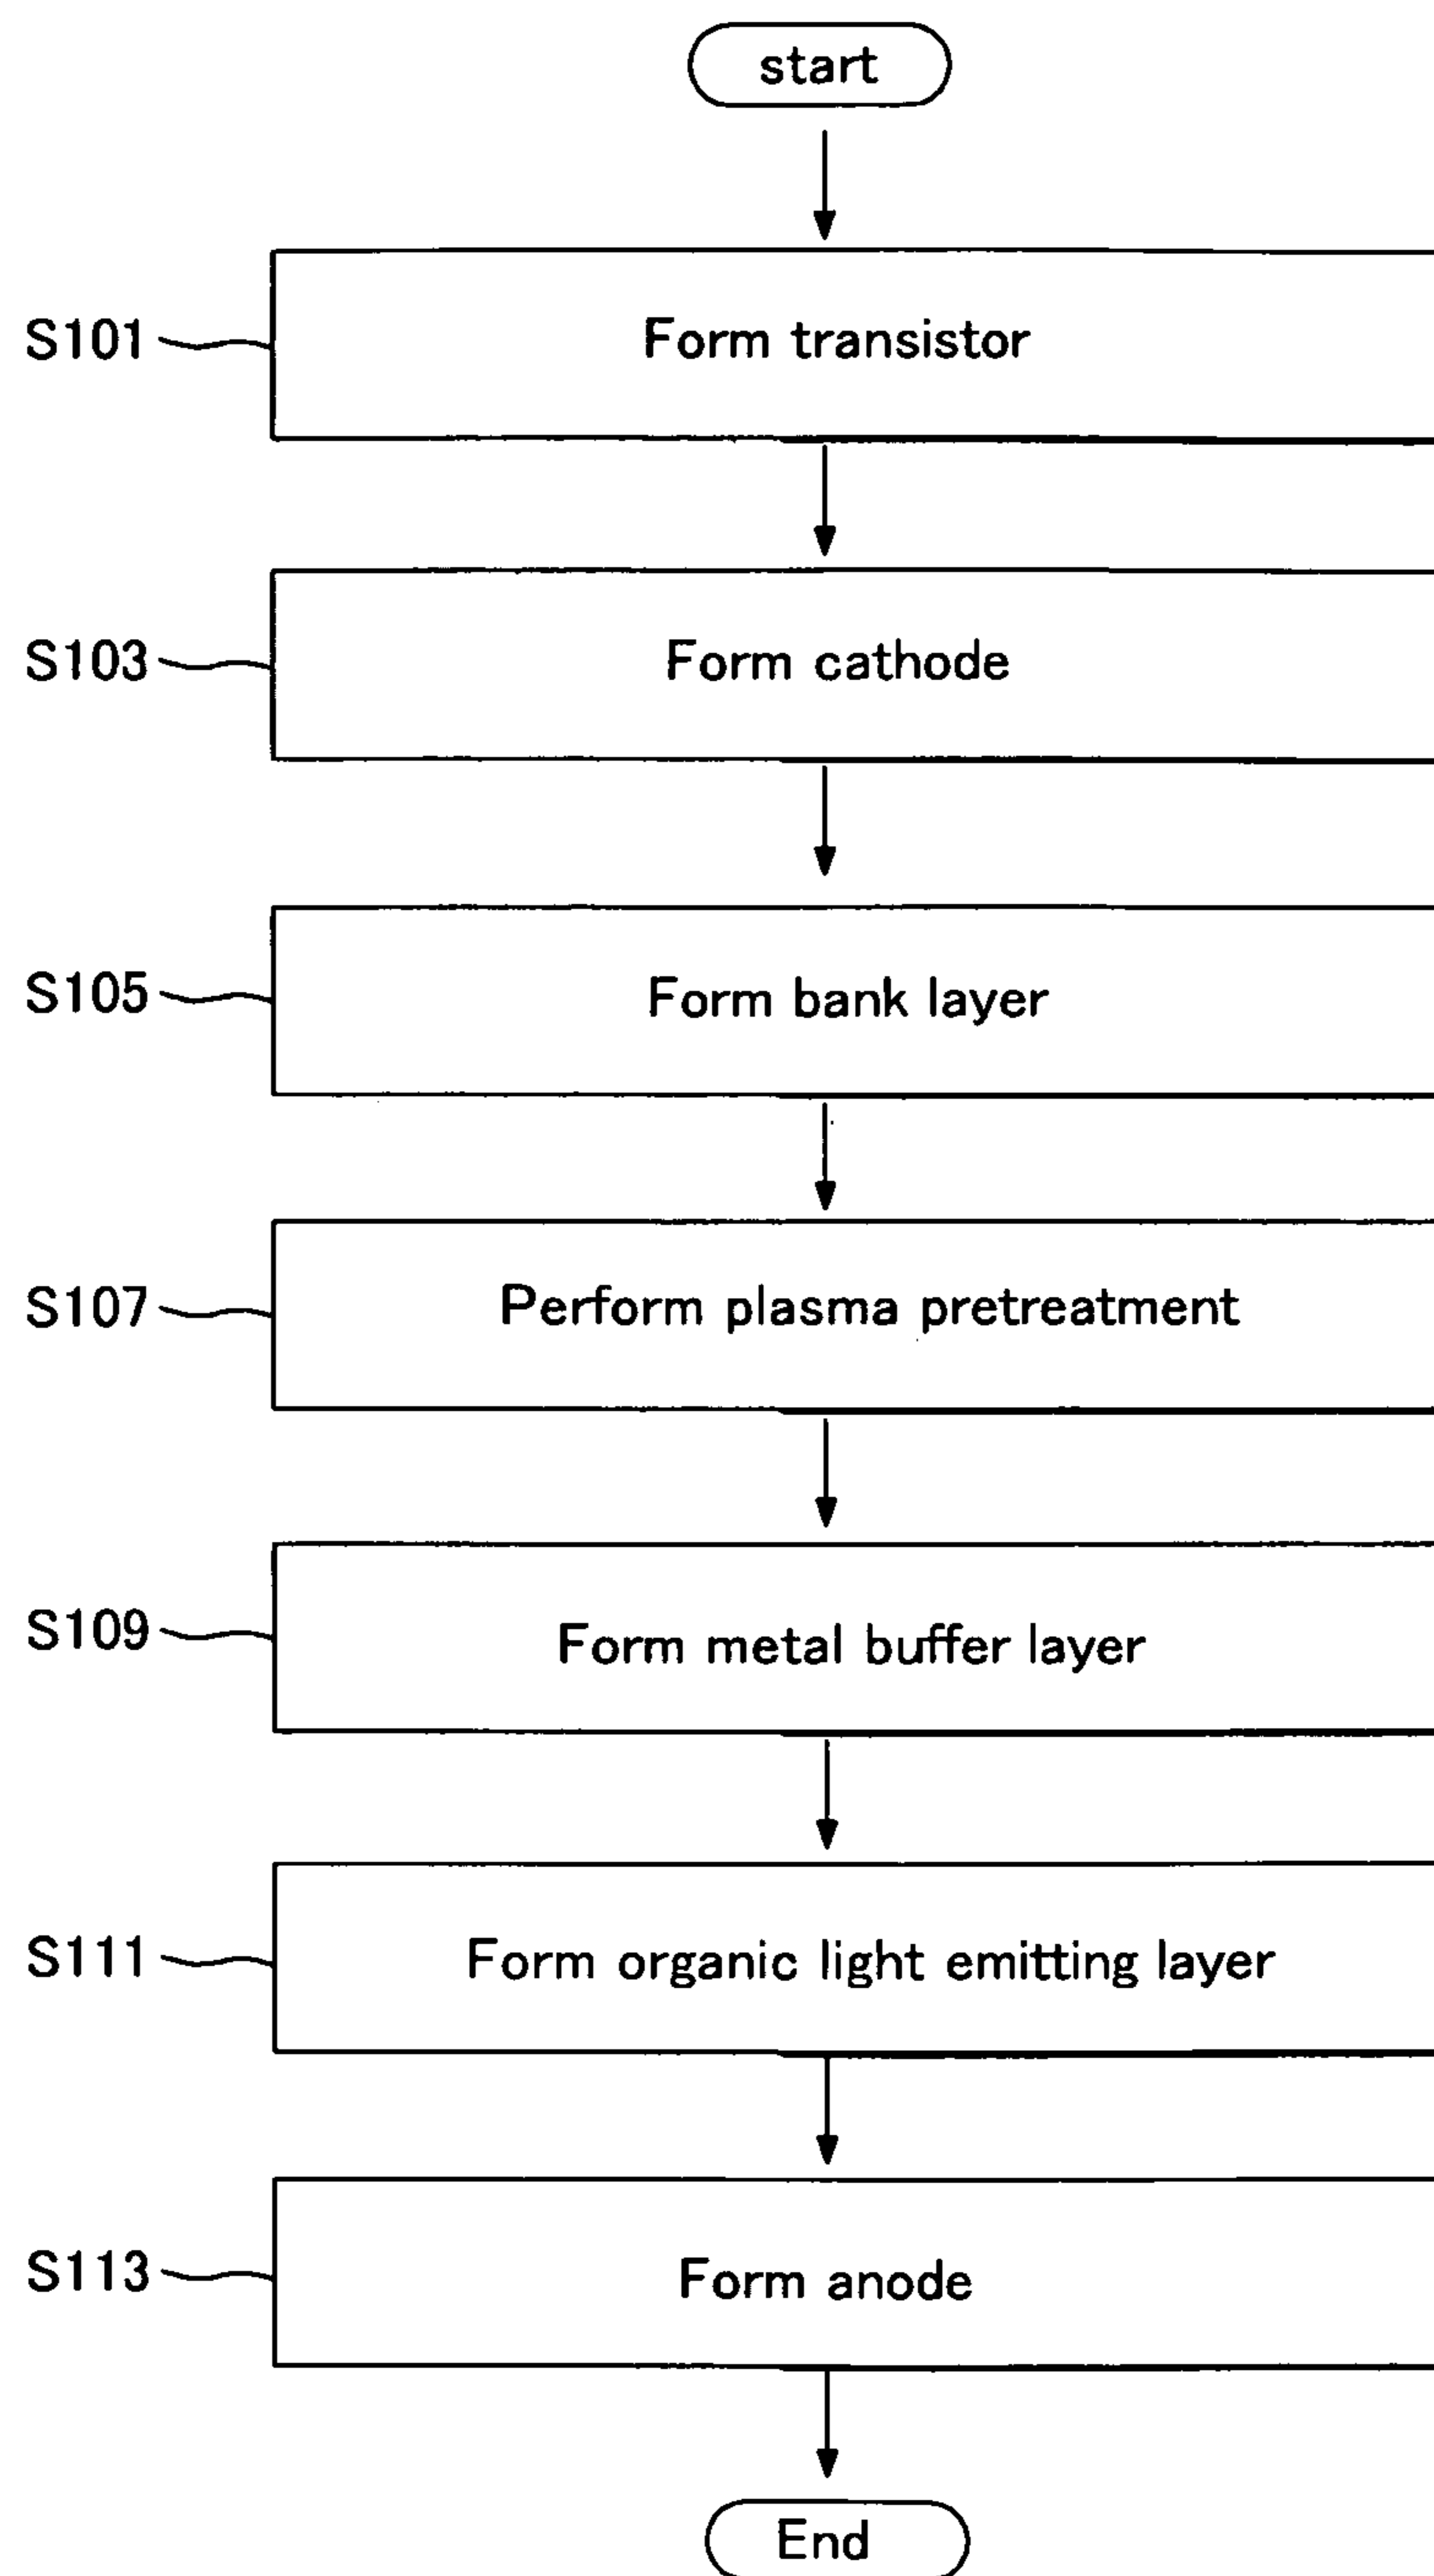 start
S101
Form transistor
S103
Form cathode
S105
Form bank layer
S107
Perform plasma pretreatment
S109
Form metal buffer layer
S111
Form organic light emitting layer
S113
Form anode
End